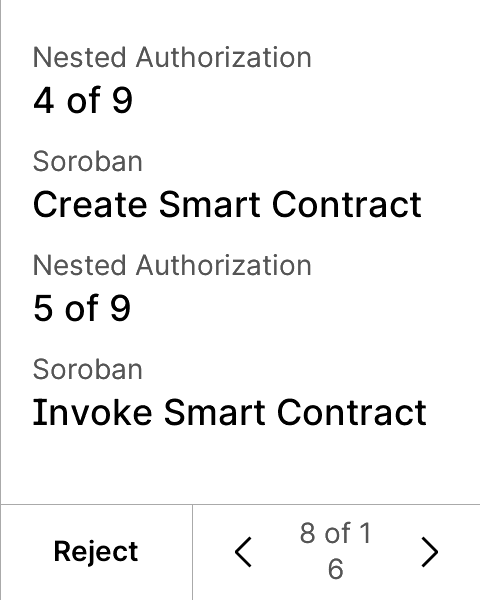 Nested Authorization
4 of 9
Soroban
Create Smart Contract
Nested Authorization
5 of 9
Soroban
Invoke Smart Contract
Reject
8 of 1
6